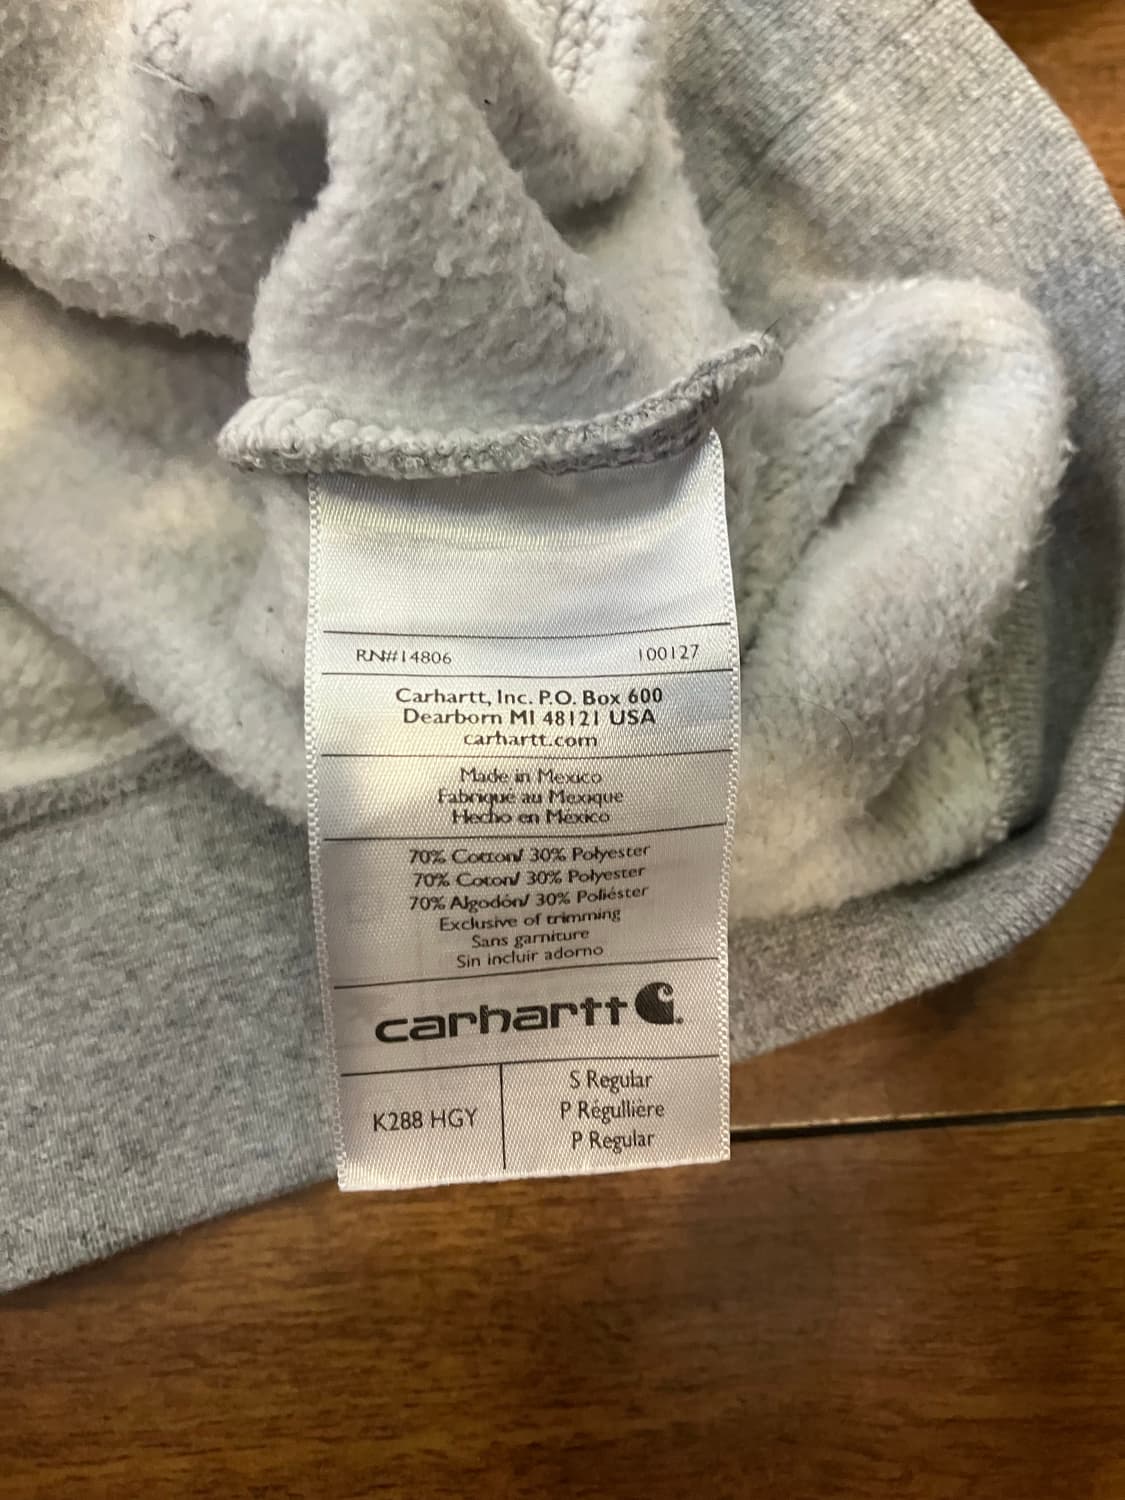 RN#14806 100127
Carhartt, Inc. P.O. Box 600
Dearborn MI 48121 USA
carhartt.com
Made in Mexico
Fabriqué au Mexique
Hecho en México
70% Cotton/ 30% Polyester
70% Coton/ 30% Polyester
70% Algodón/ 30% Poliéster
Exclusive of trimming
Sans garniture
Sin incluir adorno
carhartt
K288 HGY
S Regular
P Régullière
P Regular